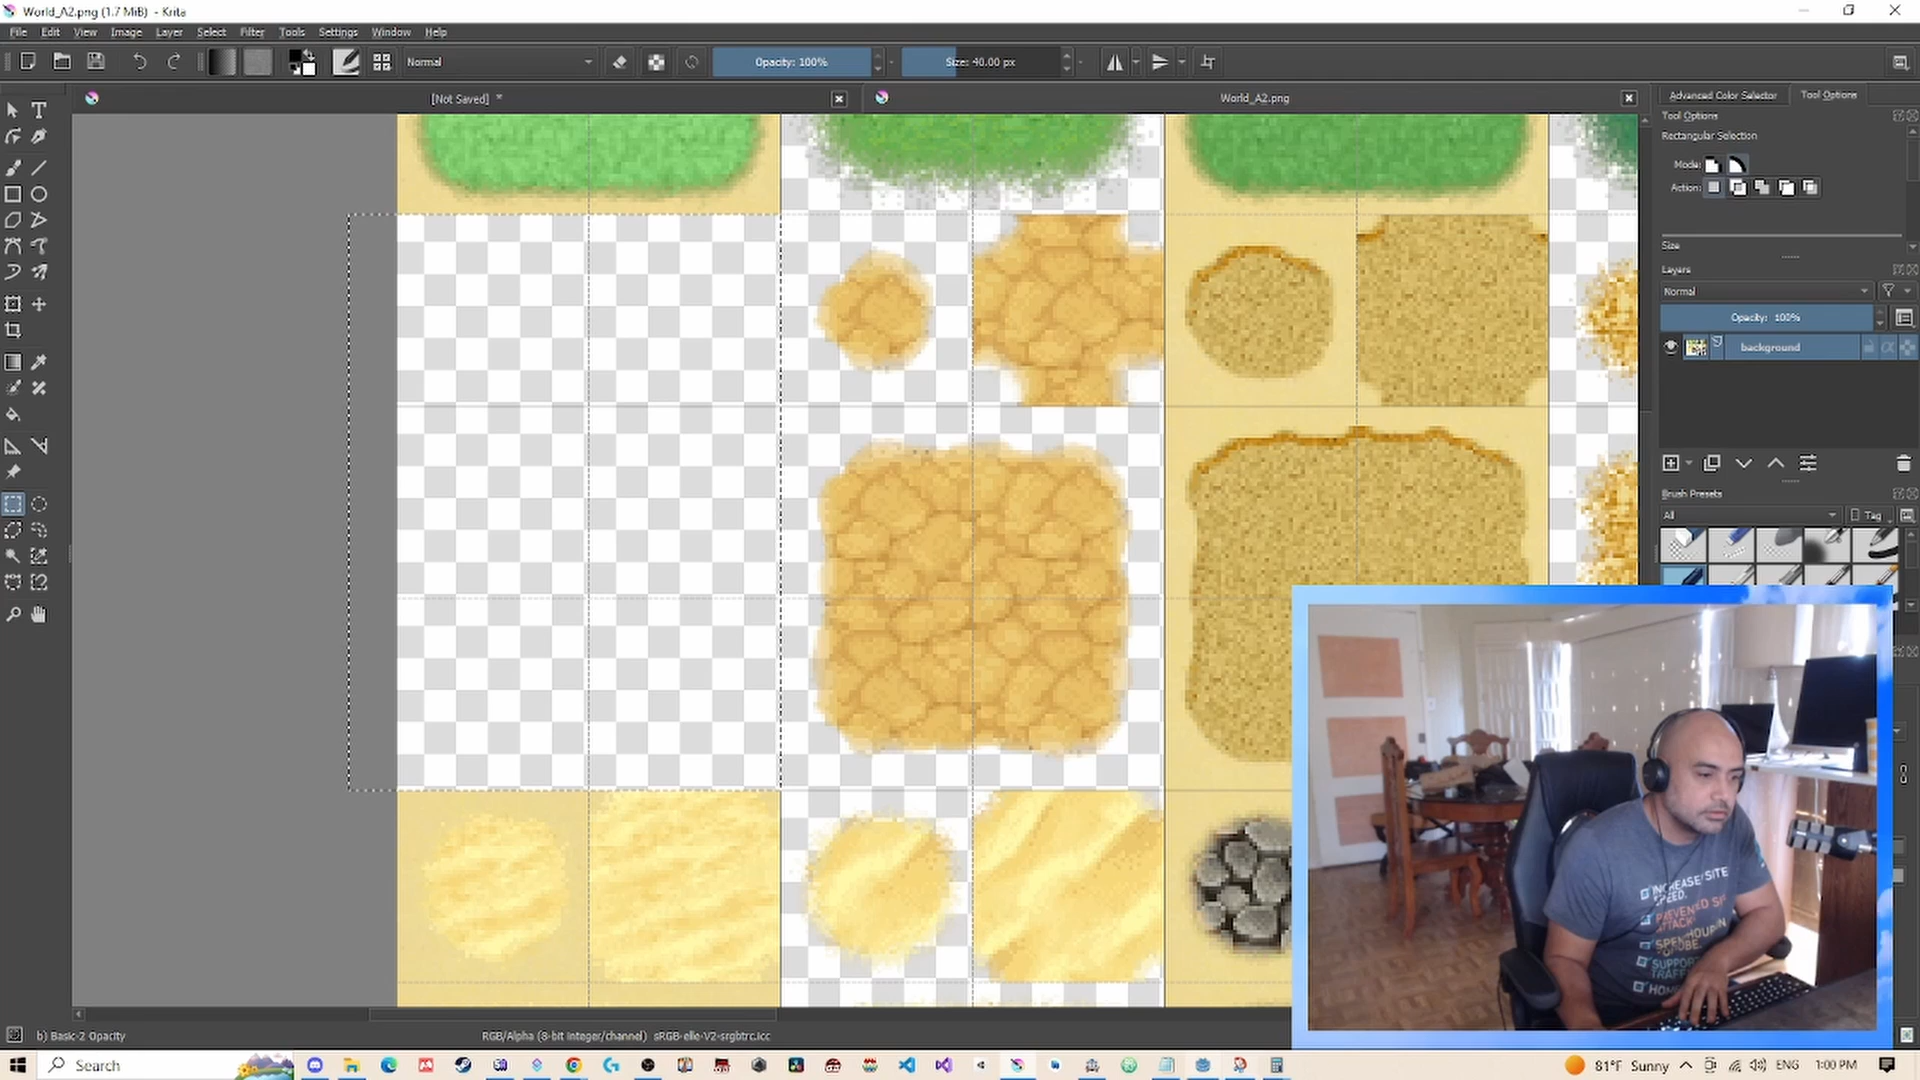 World_A2.png (1.7 MiB) - Krita
File Edit View Image Layer Select Filter Tools Settings Window Help
Normal
Opacity: 100%
Size: 40.00 px
[Not Saved] *
World_A2.png
Advanced Color Selector
Tool Options
Tool Options
Rectangular Selection
Mode:
Action:
Size
Layers
Normal
Opacity: 100%
background
Brush Presets
All
Tag
INCREASE SITE
SPEED.
b) Basic-2 Opacity
RGB/Alpha (8-bit integer/channel) sRGB-elle-V2-srgbtrc.icc
Search
81°F Sunny
ENG
1:00 PM